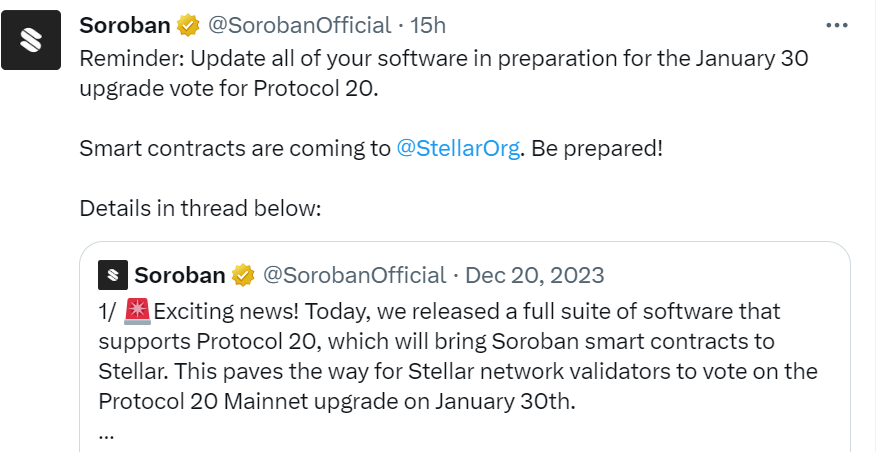 Soroban @SorobanOfficial · 15h
Reminder: Update all of your software in preparation for the January 30
upgrade vote for Protocol 20.
Smart contracts are coming to @StellarOrg. Be prepared!
Details in thread below:
Soroban @SorobanOfficial · Dec 20, 2023
1/ 🚨Exciting news! Today, we released a full suite of software that
supports Protocol 20, which will bring Soroban smart contracts to
Stellar. This paves the way for Stellar network validators to vote on the
Protocol 20 Mainnet upgrade on January 30th.
...